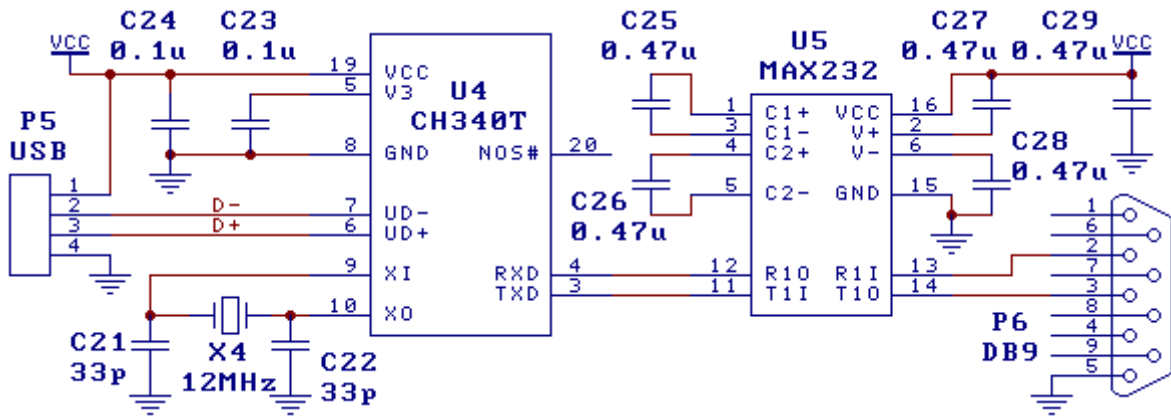 C24
0.1u
C23
0.1u
VCC
P5
USB
1
2
3
4
D-
D+
19
5
8
7
6
9
10
VCC
V3
GND
UD-
UD+
XI
XO
U4
CH340T
NOS#
RXD
TXD
20
4
3
C21
33p
X4
12MHz
C22
33p
C25
0.47u
C26
0.47u
U5
MAX232
1
3
4
5
12
11
C1+
C1-
C2+
C2-
R1O
T1I
VCC
V+
V-
GND
R1I
T1O
16
2
6
15
13
14
C27
0.47u
C29
0.47u
VCC
C28
0.47u
1
6
2
7
3
8
4
9
5
P6
DB9